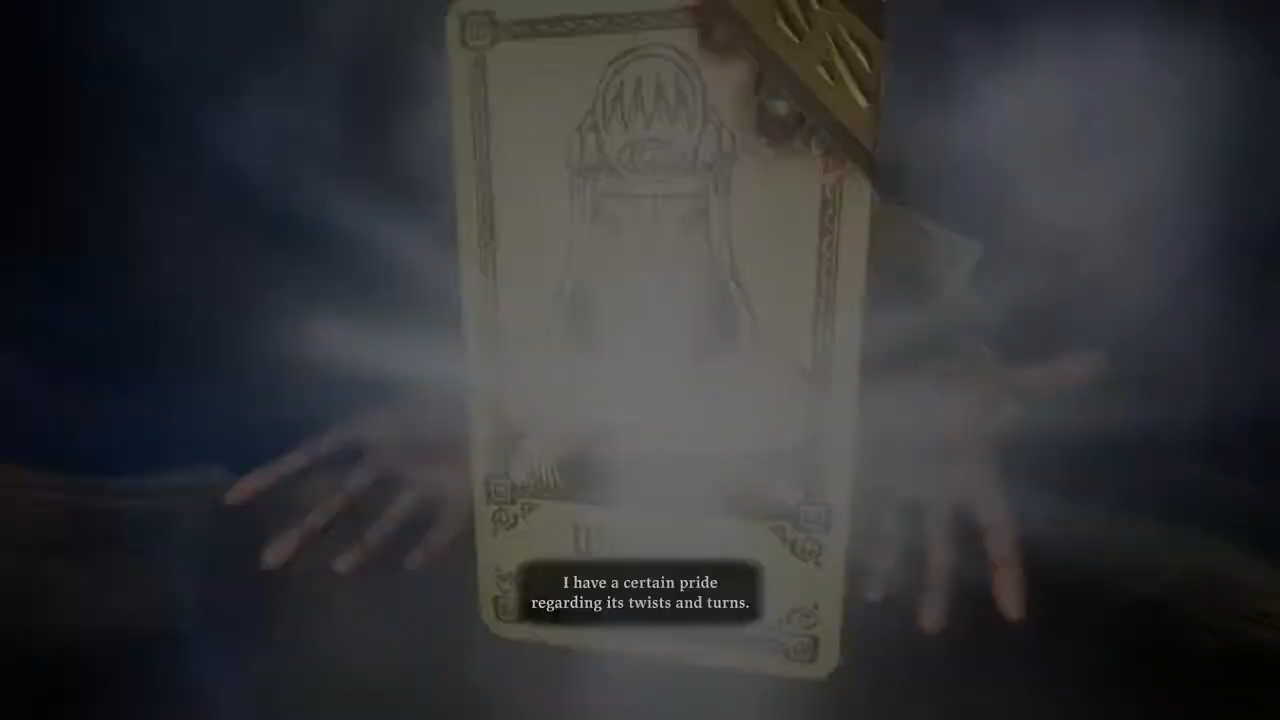 I have a certain pride
regarding its twists and turns.